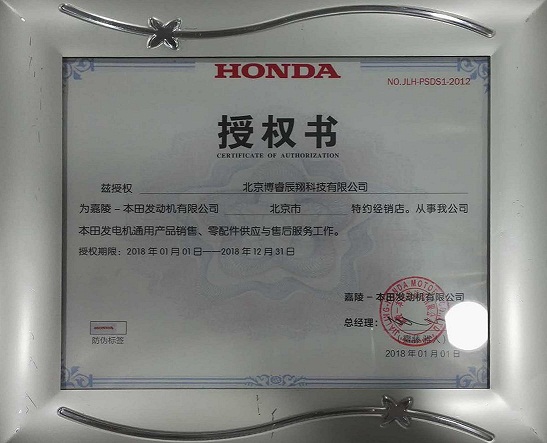 HONDA
NO.JLH-PSDS1-2012
授权书
CERTIFICATE OF AUTHORIZATION
兹授权 北京博睿辰翔科技有限公司
为嘉陵－本田发动机有限公司 北京市 特约经销店。从事我公司
本田发电机通用产品销售、零配件供应与售后服务工作。
授权期限：2018 年 01 月 01 日——2018 年 12 月 31 日
嘉陵－本田发动机有限公司
总经理：
HONDA
防伪标签
2018 年 01 月 01 日